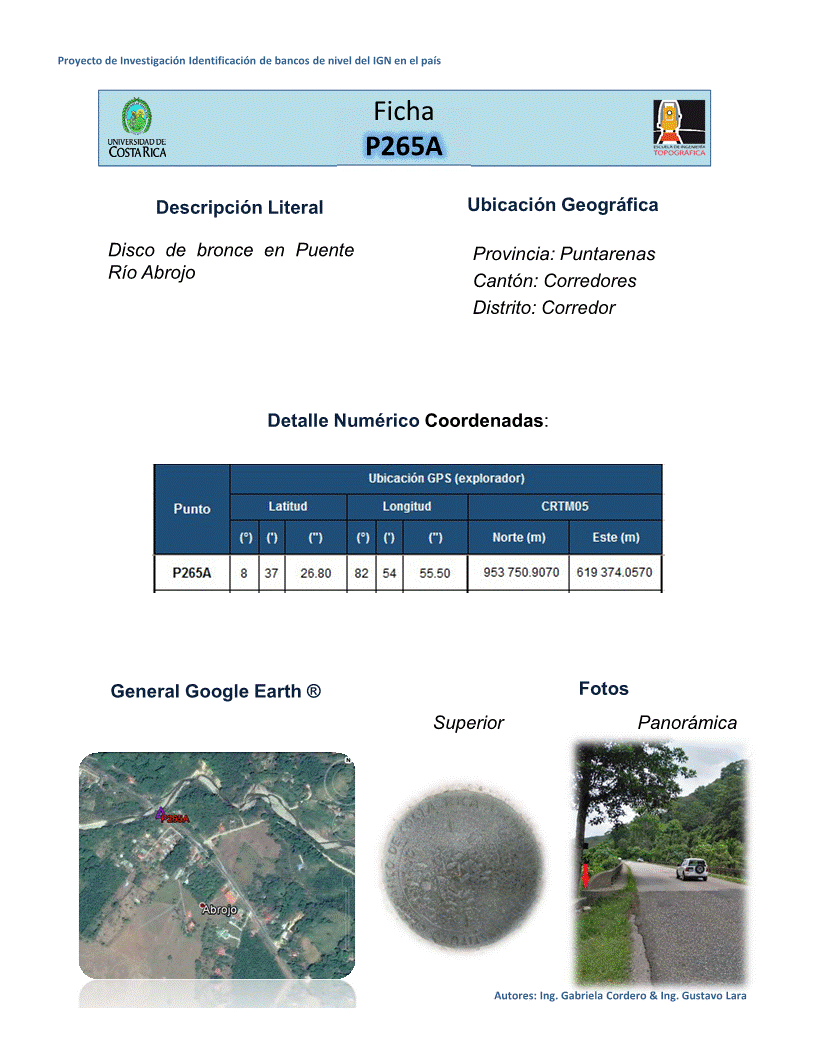 Proyecto de Investigación Identificación de bancos de nivel del IGN en el país
UNIVERSIDAD DE
COSTA RICA
Ficha
P265A
ESCUELA DE INGENIERÍA
TOPOGRÁFICA
Descripción Literal
Disco de bronce en Puente
Río Abrojo
Ubicación Geográfica
Provincia: Puntarenas
Cantón: Corredores
Distrito: Corredor
Detalle Numérico Coordenadas:
Punto
Ubicación GPS (explorador)
Latitud Longitud CRTM05
(°) (') (") (°) (') (") Norte (m) Este (m)
P265A 8 37 26.80 82 54 55.50 953 750.9070 619 374.0570
General Google Earth ®
Fotos
Superior Panorámica
N
P265A
Abrojo
COSTA RICA
Autores: Ing. Gabriela Cordero & Ing. Gustavo Lara